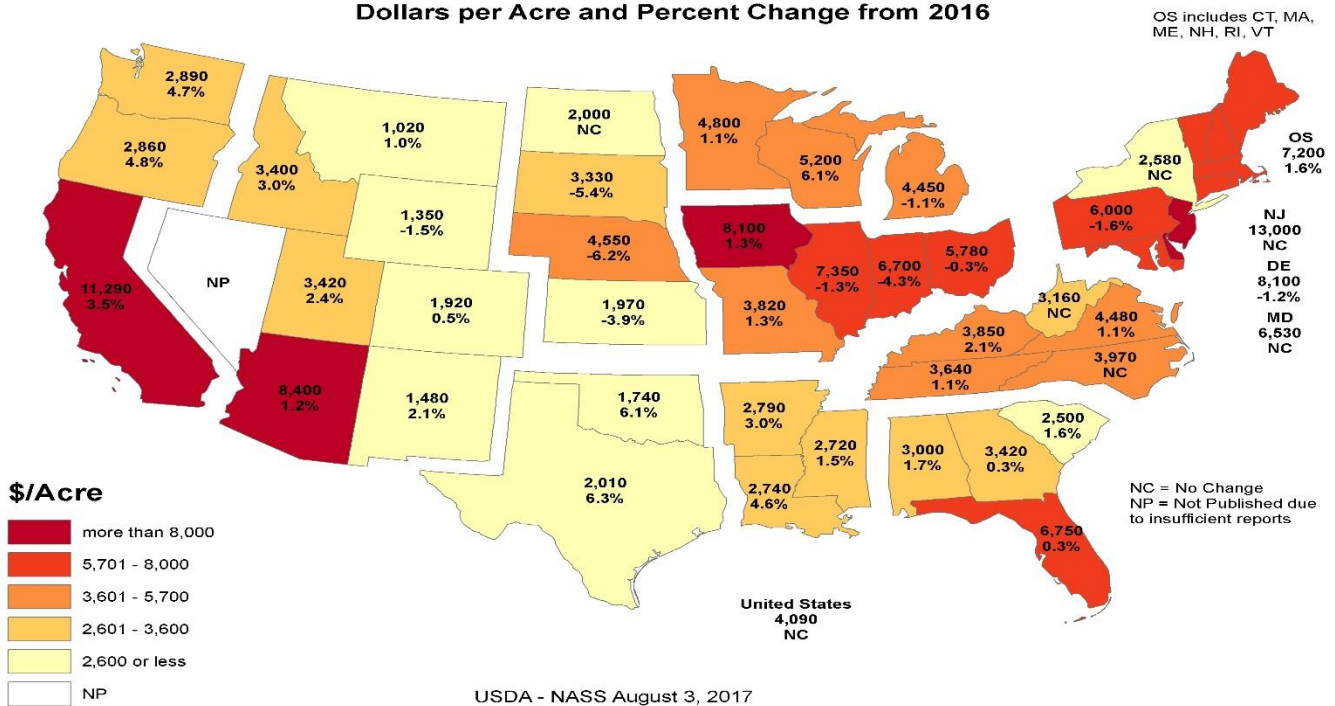 Dollars per Acre and Percent Change from 2016
OS includes CT, MA,
ME, NH, RI, VT
2,890
4.7%
2,860
4.8%
3,400
3.0%
1,020
1.0%
1,350
-1.5%
2,000
NC
3,330
-5.4%
4,550
-6.2%
1,970
-3.9%
4,800
1.1%
5,200
6.1%
4,450
-1.1%
2,580
NC
OS
7,200
1.6%
6,000
-1.6%
NJ
13,000
NC
DE
8,100
-1.2%
MD
6,530
NC
11,290
3.5%
NP
3,420
2.4%
1,920
0.5%
8,100
1.3%
7,350
-1.3%
6,700
-4.3%
5,780
-0.3%
3,820
1.3%
3,160
NC
4,480
1.1%
3,850
2.1%
3,970
NC
3,640
1.1%
8,400
1.2%
1,480
2.1%
1,740
6.1%
2,010
6.3%
2,790
3.0%
2,740
4.6%
2,720
1.5%
3,000
1.7%
3,420
0.3%
2,500
1.6%
6,750
0.3%
NC = No Change
NP = Not Published due
to insufficient reports
$/Acre
more than 8,000
5,701 - 8,000
3,601 - 5,700
2,601 - 3,600
2,600 or less
NP
United States
4,090
NC
USDA - NASS August 3, 2017